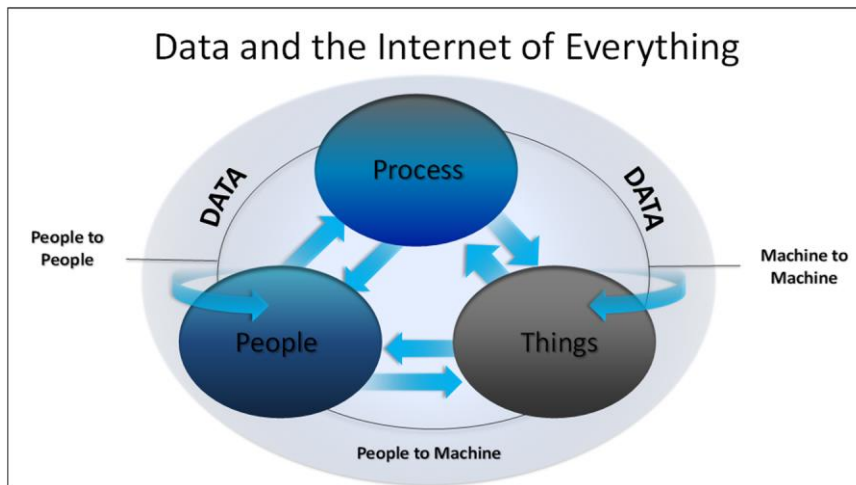 Data and the Internet of Everything
Process
DATA
DATA
People to
People
Machine to
Machine
People
Things
People to Machine